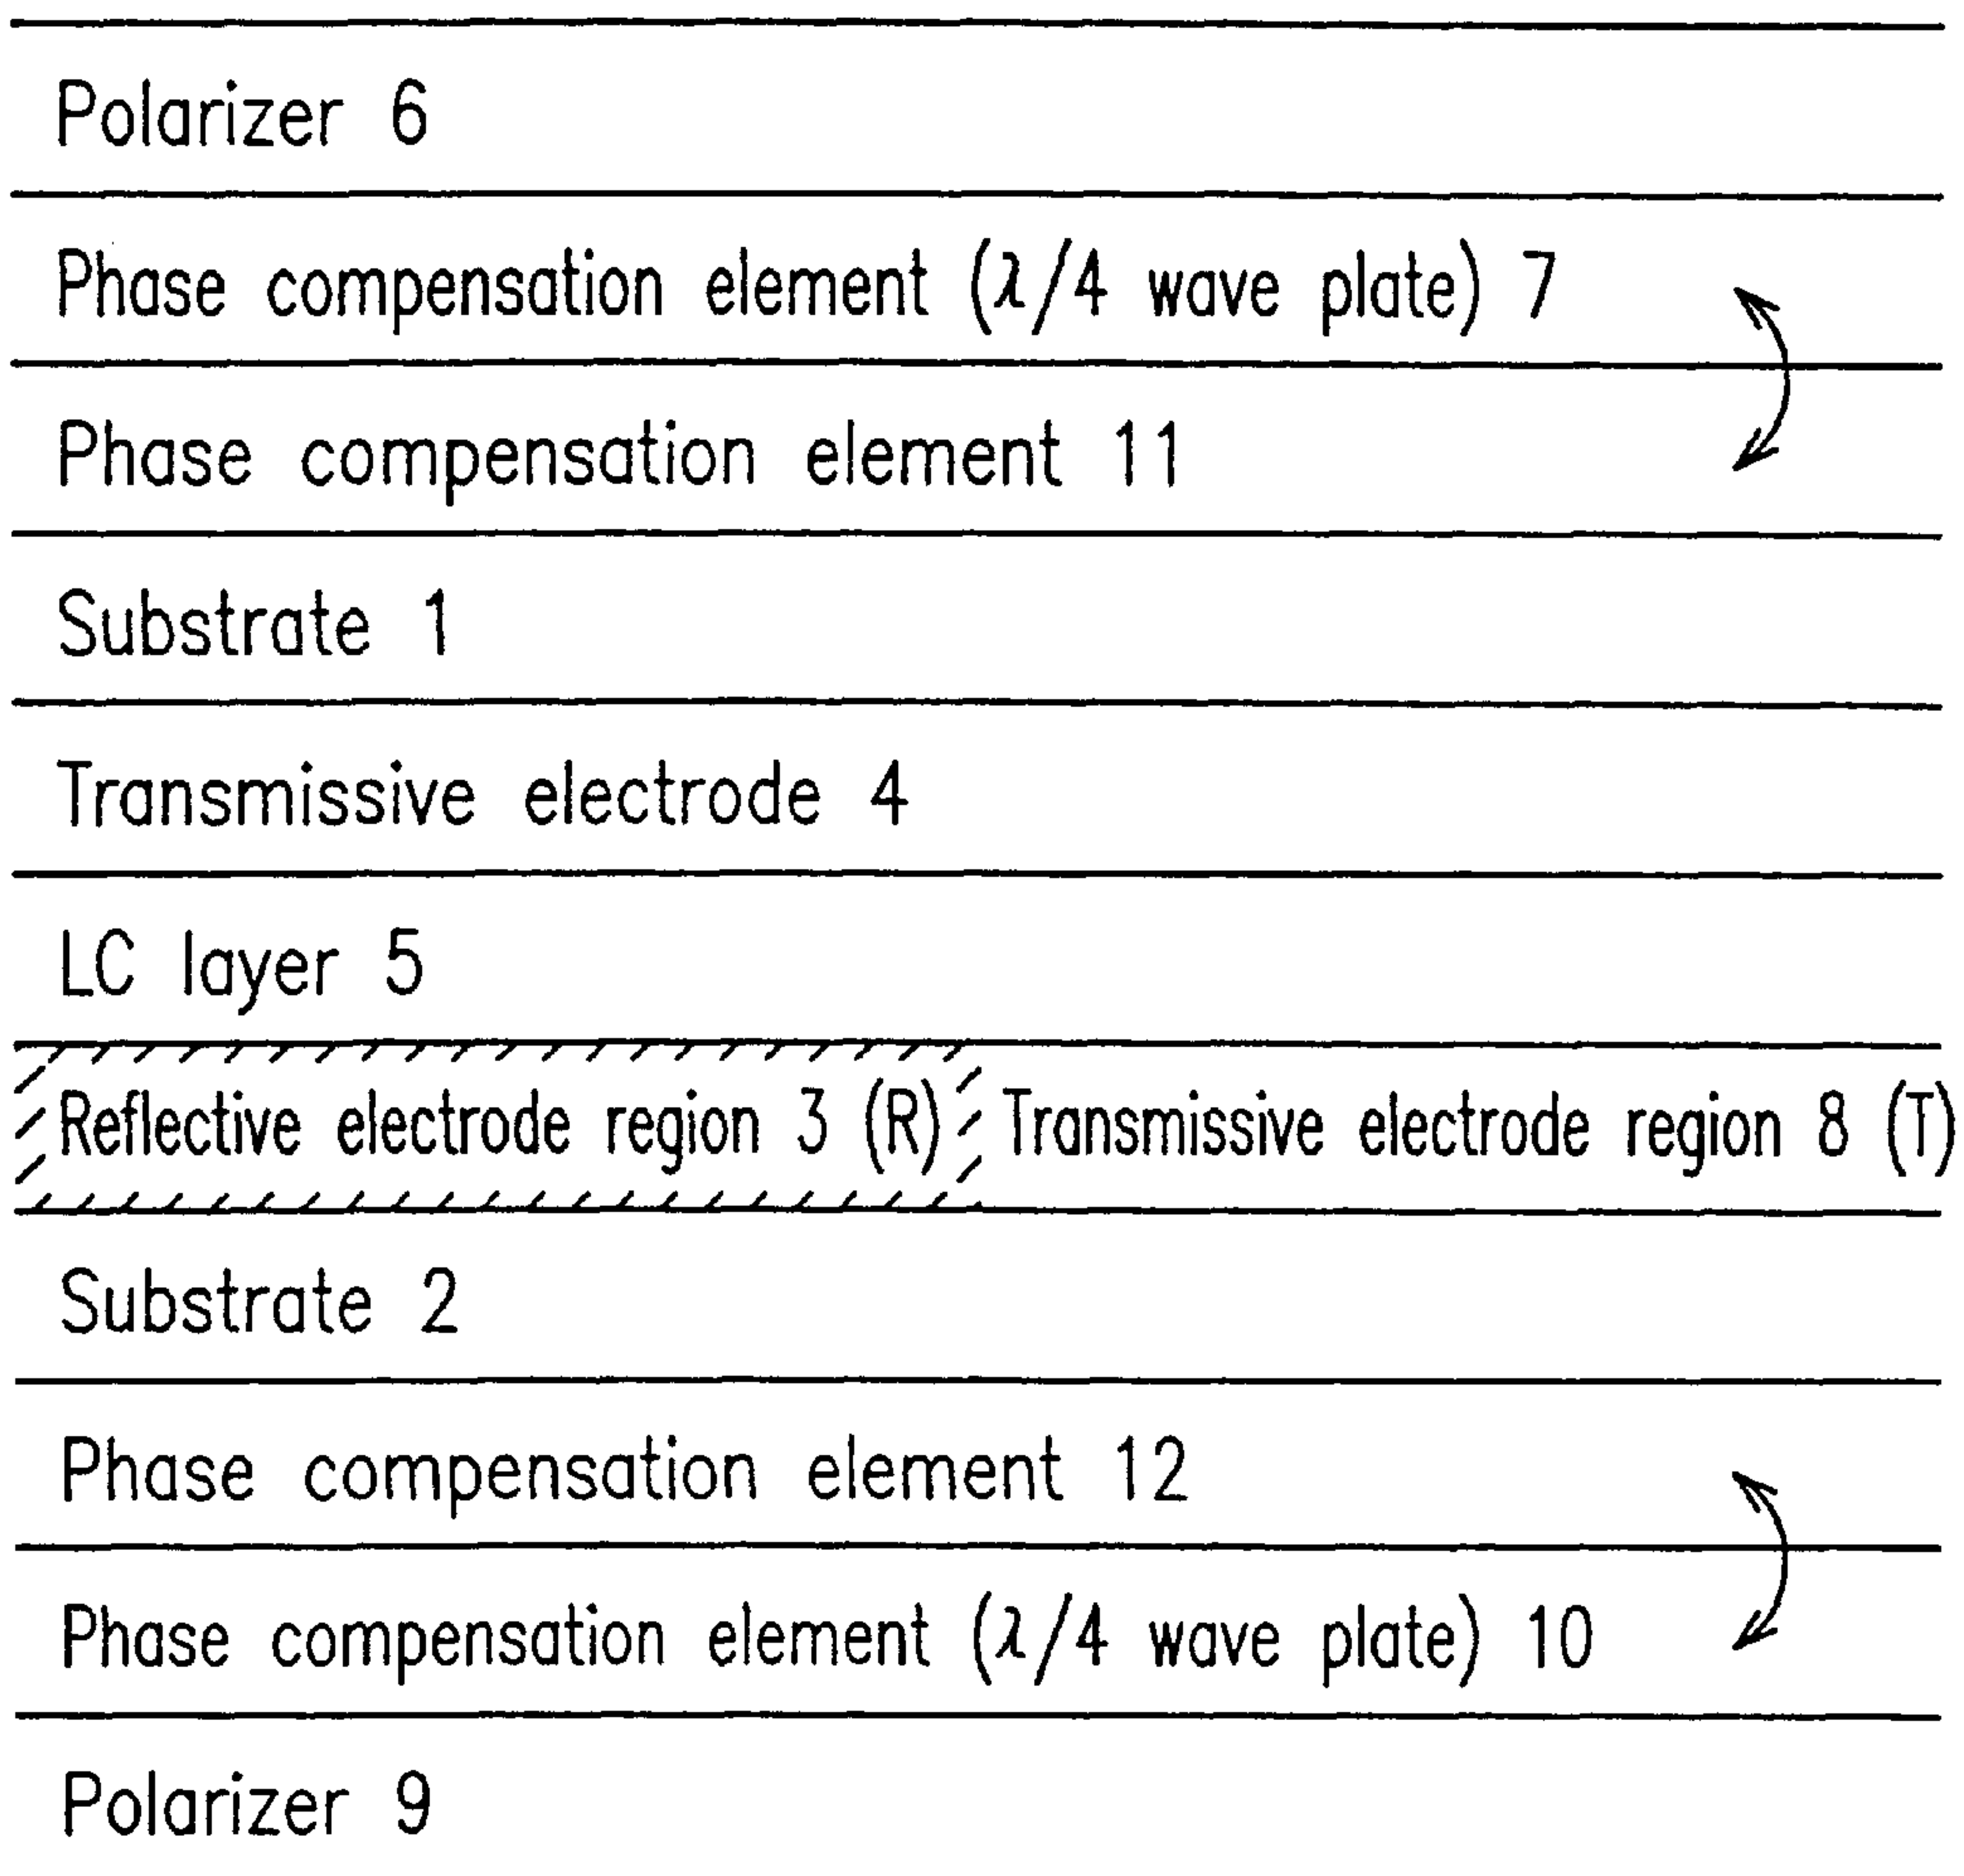 Polarizer 6
Phase compensation element (λ/4 wave plate) 7
Phase compensation element 11
Substrate 1
Transmissive electrode 4
LC layer 5
Reflective electrode region 3 (R) Transmissive electrode region 8 (T)
Substrate 2
Phase compensation element 12
Phase compensation element (λ/4 wave plate) 10
Polarizer 9